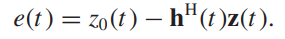 e(t) = z₀(t) − hᴴ(t)z(t).